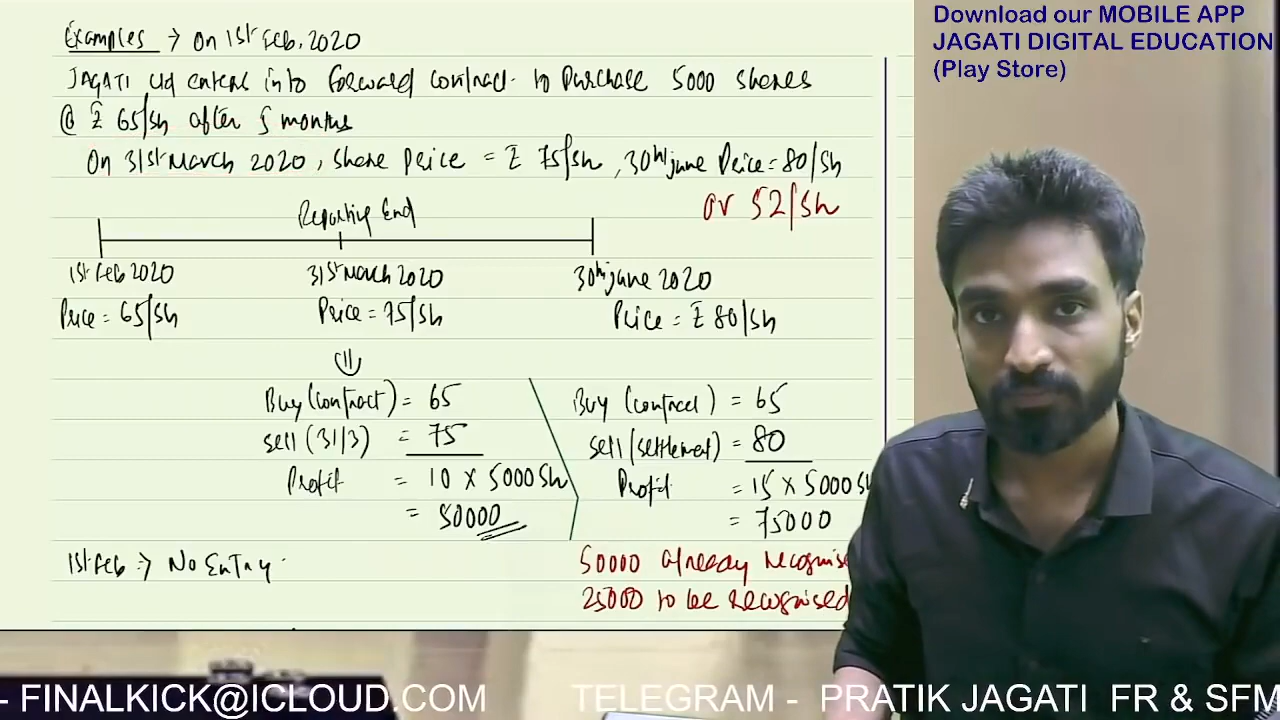 Examples → On 1st Feb, 2020
JAGATI Ltd enters into forward contract to Purchase 5000 shares
@ ₹ 65/sh after 5 months
On 31st March 2020, share Price = ₹ 75/sh, 30th June Price = 80/sh
or 52/sh
Reporting End
1st Feb 2020 31st March 2020 30th June 2020
Price = 65/sh Price = 75/sh Price = ₹ 80/sh
Buy (contract) = 65
sell (31/3) = 75
Profit = 10 x 5000 sh
= 50000
Buy (contract) = 65
sell (settlement) = 80
Profit = 15 x 5000 sh
= 75000
1st Feb → No Entry
50000 already recognise
25000 to be recognised
Download our MOBILE APP
JAGATI DIGITAL EDUCATION
(Play Store)
- FINALKICK@ICLOUD.COM TELEGRAM - PRATIK JAGATI FR & SFM